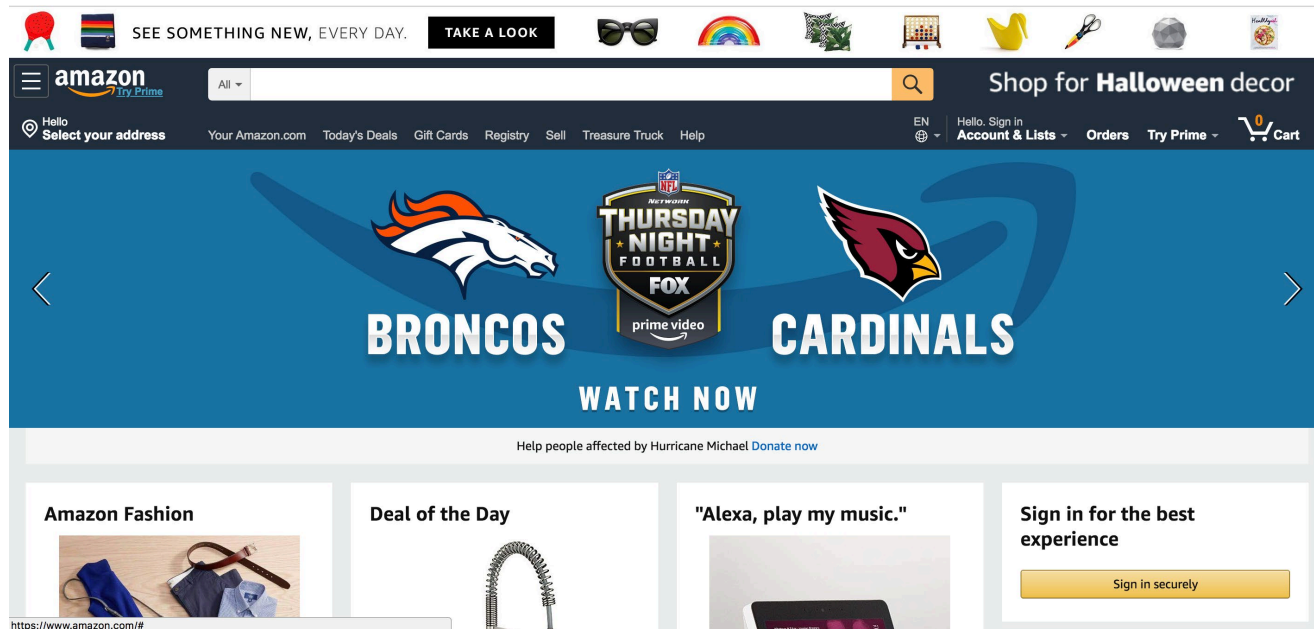 SEE SOMETHING NEW, EVERY DAY. TAKE A LOOK
amazon
Try Prime
All
Shop for Halloween decor
Hello
Select your address
Your Amazon.com Today's Deals Gift Cards Registry Sell Treasure Truck Help
EN
Hello. Sign in
Account & Lists Orders Try Prime 0 Cart
NFL
NETWORK
THURSDAY
NIGHT
FOOTBALL
FOX
prime video
BRONCOS
CARDINALS
WATCH NOW
Help people affected by Hurricane Michael Donate now
Amazon Fashion
Deal of the Day
"Alexa, play my music."
Sign in for the best
experience
Sign in securely
https://www.amazon.com/#